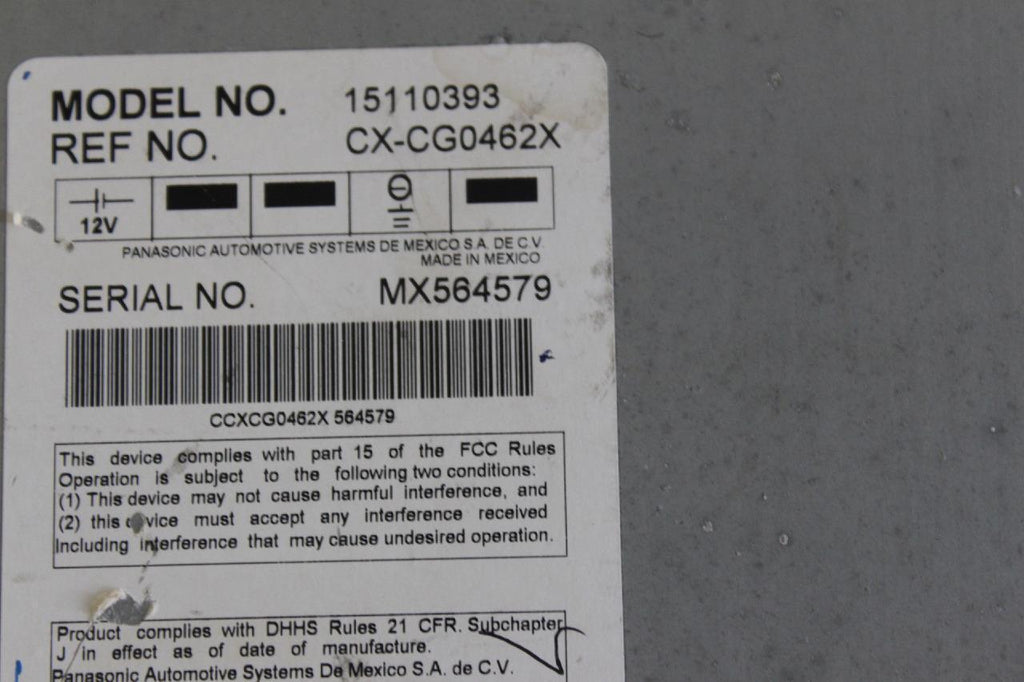 MODEL NO. 15110393
REF NO. CX-CG0462X
12V
PANASONIC AUTOMOTIVE SYSTEMS DE MEXICO S.A. DE C.V.
MADE IN MEXICO
SERIAL NO. MX564579
CCXCG0462X 564579
This device complies with part 15 of the FCC Rules
Operation is subject to the following two conditions:
(1) This device may not cause harmful interference, and
(2) this device must accept any interference received
Including interference that may cause undesired operation.
Product complies with DHHS Rules 21 CFR. Subchapter
J in effect as of date of manufacture.
Panasonic Automotive Systems De Mexico S.A. de C.V.